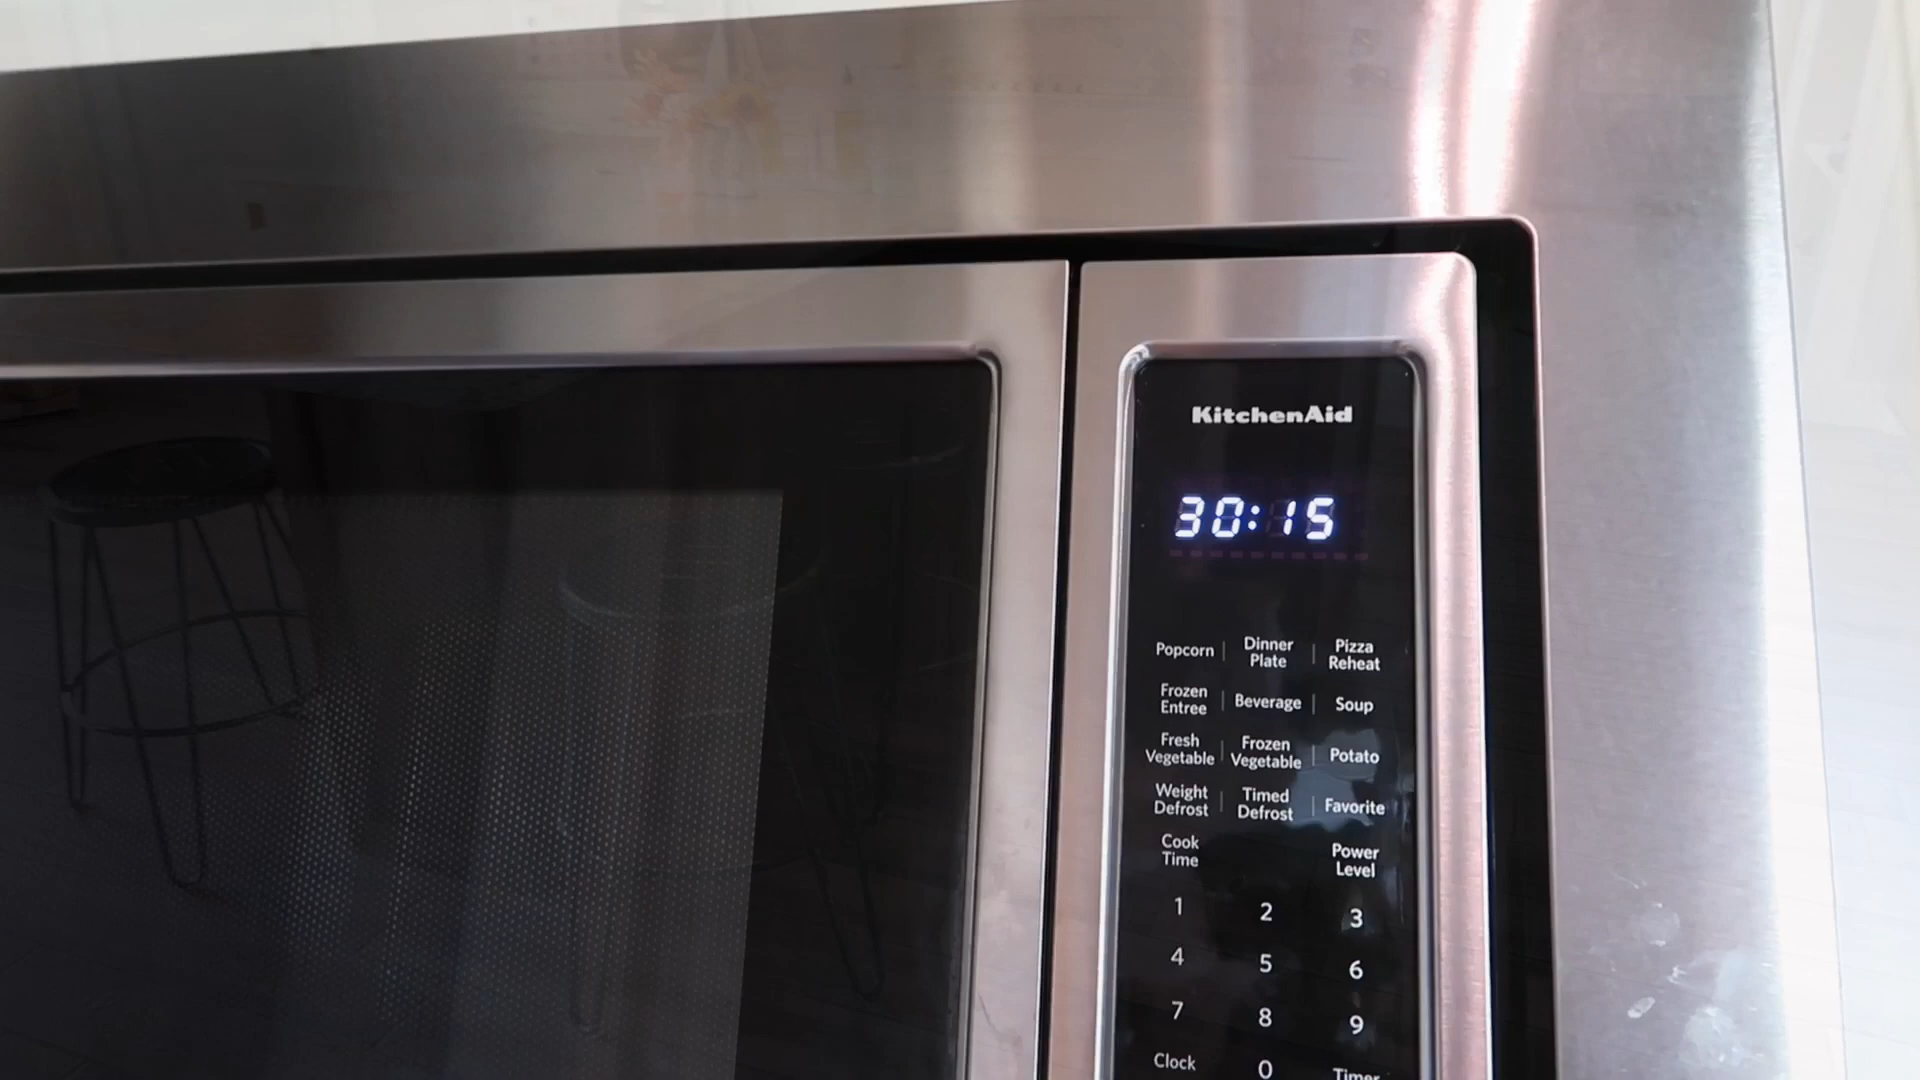 KitchenAid
30:15
Popcorn
Dinner
Plate
Pizza
Reheat
Frozen
Entree
Beverage
Soup
Fresh
Vegetable
Frozen
Vegetable
Potato
Weight
Defrost
Timed
Defrost
Favorite
Cook
Time
Power
Level
1 2 3
4 5 6
7 8 9
Clock
0
Timer